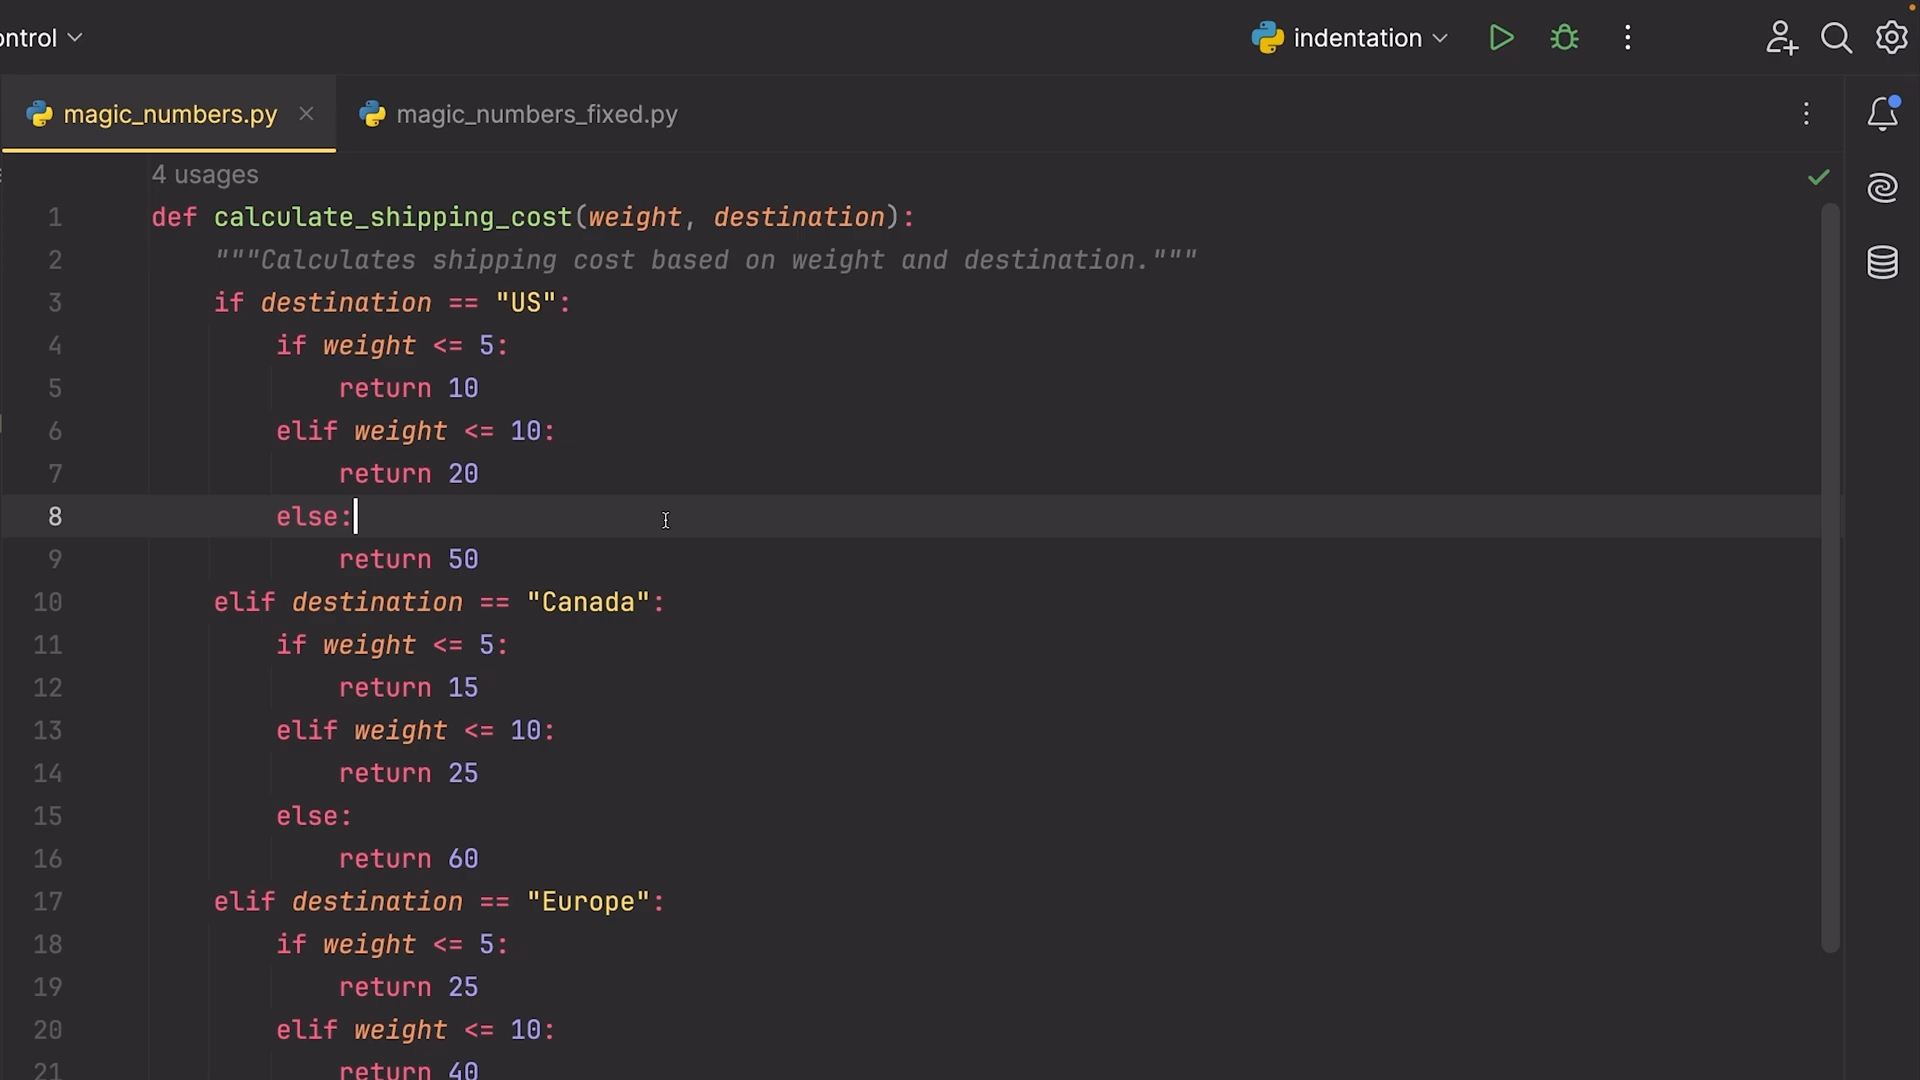 ontrol
indentation
magic_numbers.py
magic_numbers_fixed.py
4 usages
1 def calculate_shipping_cost(weight, destination):
2     """Calculates shipping cost based on weight and destination."""
3     if destination == "US":
4         if weight <= 5:
5             return 10
6         elif weight <= 10:
7             return 20
8         else:
9             return 50
10     elif destination == "Canada":
11         if weight <= 5:
12             return 15
13         elif weight <= 10:
14             return 25
15         else:
16             return 60
17     elif destination == "Europe":
18         if weight <= 5:
19             return 25
20         elif weight <= 10:
21             return 40